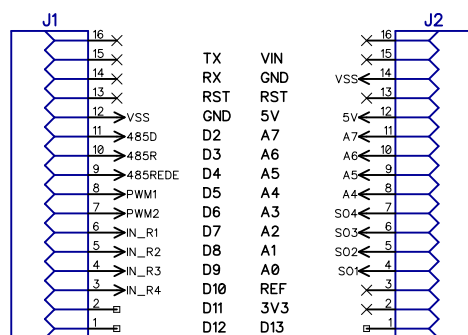 J1 J2
16 16
15 TX VIN 15
14 RX GND VSS 14
13 RST RST 13
12 VSS GND 5V 5V 12
11 485D D2 A7 A7 11
10 485R D3 A6 A6 10
9 485REDE D4 A5 A5 9
8 PWM1 D5 A4 A4 8
7 PWM2 D6 A3 SO4 7
6 IN_R1 D7 A2 SO3 6
5 IN_R2 D8 A1 SO2 5
4 IN_R3 D9 A0 SO1 4
3 IN_R4 D10 REF 3
2 D11 3V3 2
1 D12 D13 1